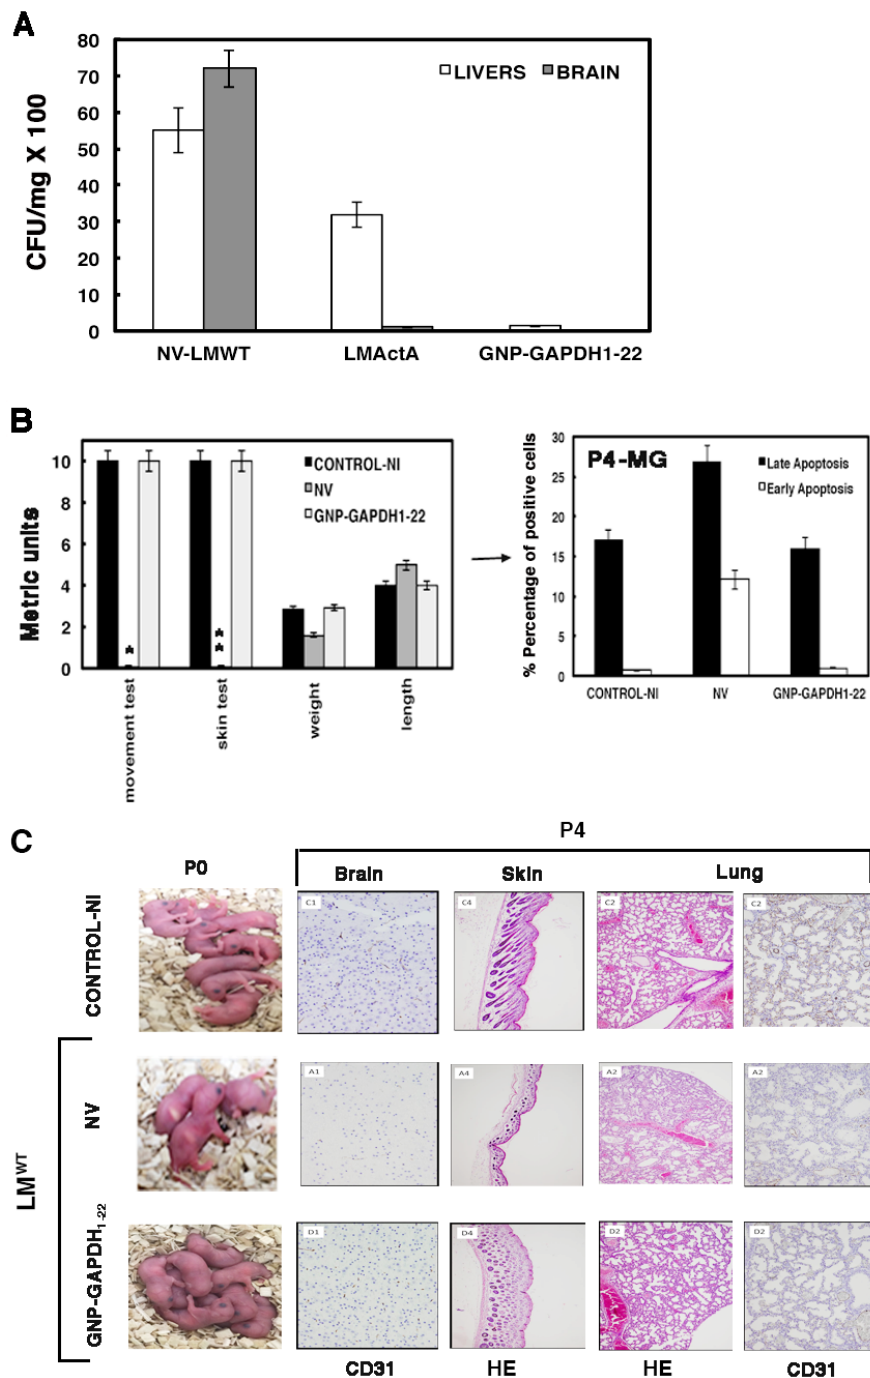 A
80
70
60
50
40
30
20
10
0
CFU/mg X 100
LIVERS BRAIN
NV-LMWT LMActA GNP-GAPDH1-22
B
10
8
6
4
2
0
Metric units
CONTROL-NI
NV
GNP-GAPDH1-22
* **
movement test skin test weight length
30
25
20
15
10
5
0
% Percentage of positive cells
P4-MG
Late Apoptosis
Early Apoptosis
CONTROL-NI NV GNP-GAPDH1-22
C
P4
P0 Brain Skin Lung
CONTROL-NI
C1 C4 C2 C2
LMWT
NV
A1 A4 A2 A2
GNP-GAPDH1-22
D1 D4 D2 D2
CD31 HE HE CD31